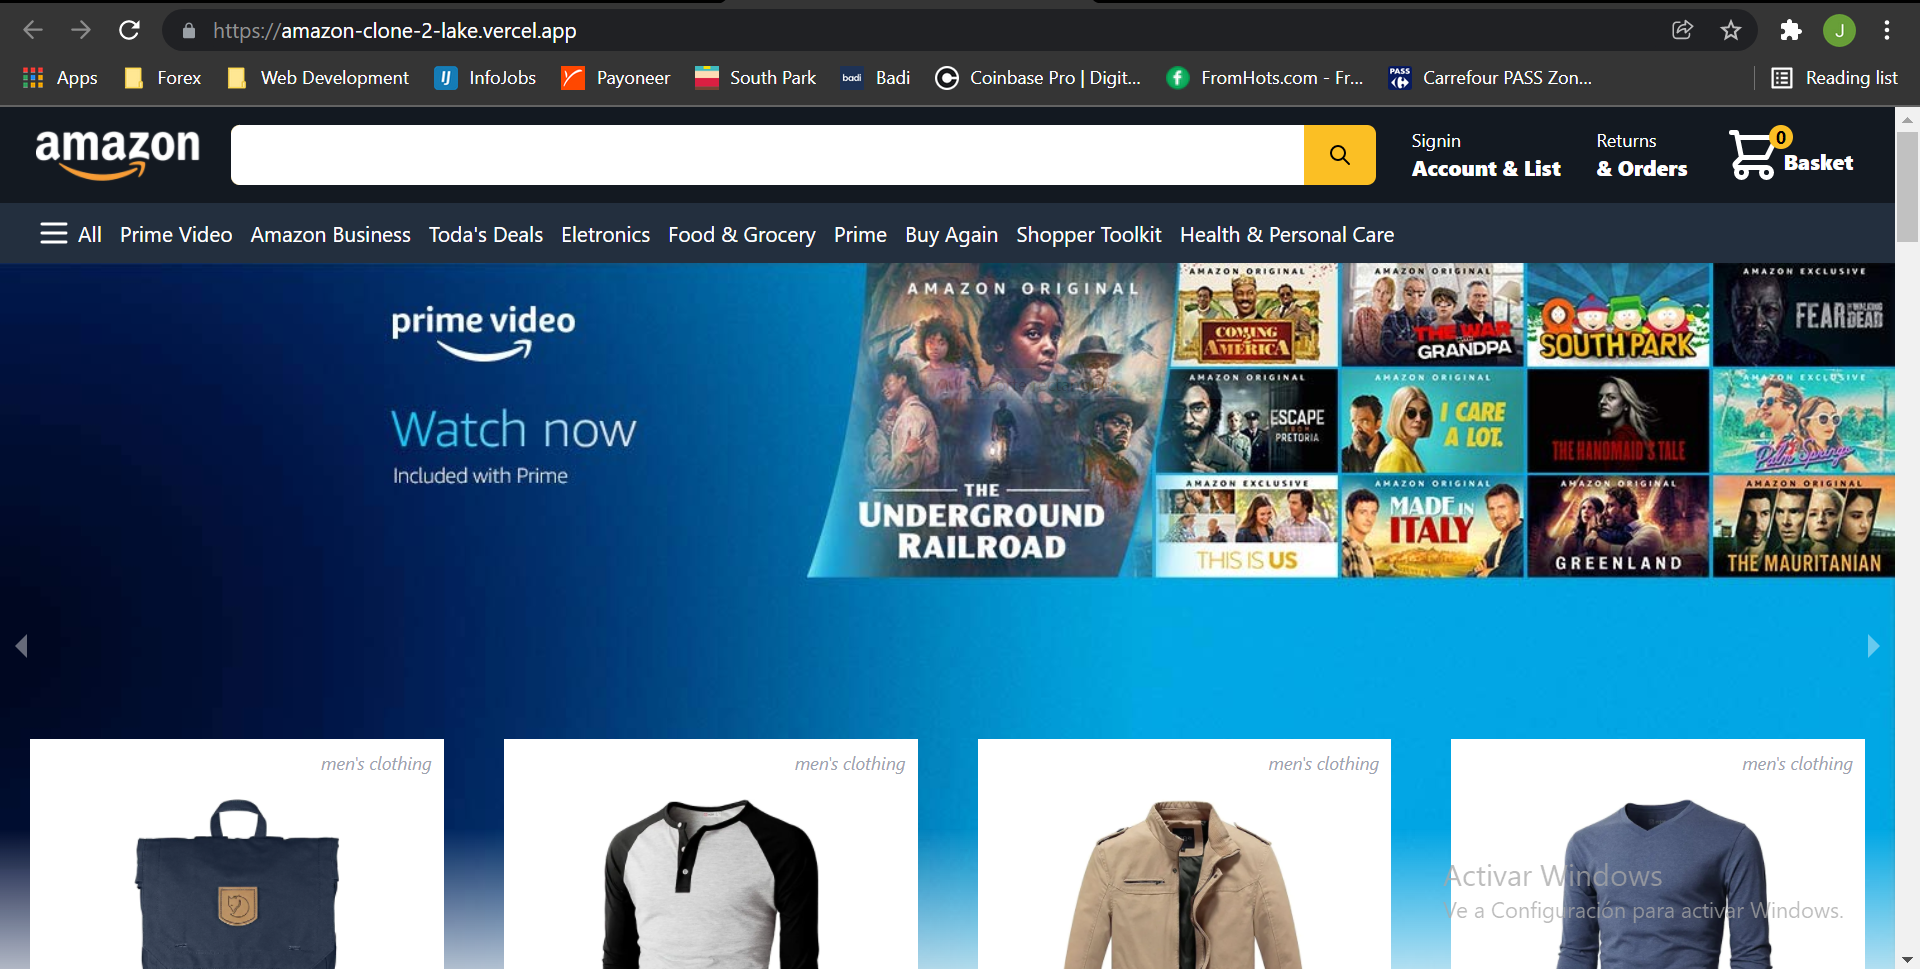 https://amazon-clone-2-lake.vercel.app
J
Apps Forex Web Development InfoJobs Payoneer South Park badi Badi Coinbase Pro | Digit... FromHots.com - Fr... PASS Carrefour PASS Zon... Reading list
amazon
Signin
Account & List
Returns
& Orders
0
Basket
All Prime Video Amazon Business Toda's Deals Eletronics Food & Grocery Prime Buy Again Shopper Toolkit Health & Personal Care
prime video
Watch now
Included with Prime
AMAZON ORIGINAL
THE
UNDERGROUND
RAILROAD
AMAZON ORIGINAL
COMING
2
AMERICA
AMAZON ORIGINAL
THE WAR
WITH
GRANDPA
SOUTH PARK
AMAZON EXCLUSIVE
FEAR THE WALKING DEAD
AMAZON ORIGINAL
ESCAPE
FROM
PRETORIA
AMAZON ORIGINAL
I CARE
A LOT.
THE HANDMAID'S TALE
AMAZON EXCLUSIVE
Palm Springs
AMAZON EXCLUSIVE
THIS IS US
AMAZON ORIGINAL
MADE IN
ITALY
AMAZON ORIGINAL
GREENLAND
AMAZON ORIGINAL
THE MAURITANIAN
men's clothing
men's clothing
men's clothing
men's clothing
Activar Windows
Ve a Configuración para activar Windows.